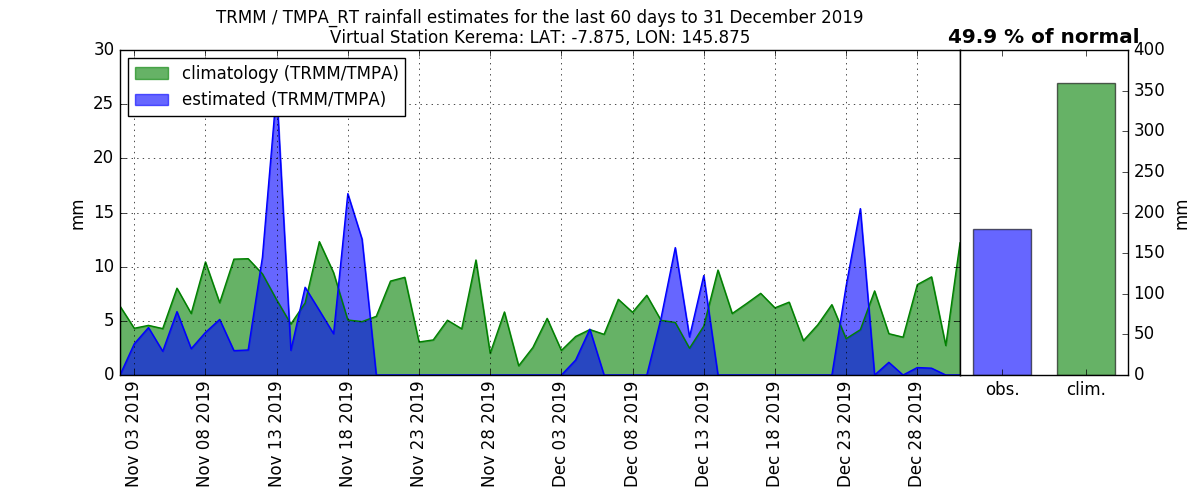 TRMM / TMPA_RT rainfall estimates for the last 60 days to 31 December 2019
Virtual Station Kerema: LAT: -7.875, LON: 145.875
49.9 % of normal
climatology (TRMM/TMPA)
estimated (TRMM/TMPA)
30
25
20
15
10
5
0
mm
Nov 03 2019
Nov 08 2019
Nov 13 2019
Nov 18 2019
Nov 23 2019
Nov 28 2019
Dec 03 2019
Dec 08 2019
Dec 13 2019
Dec 18 2019
Dec 23 2019
Dec 28 2019
obs.
clim.
400
350
300
250
200
150
100
50
0
mm